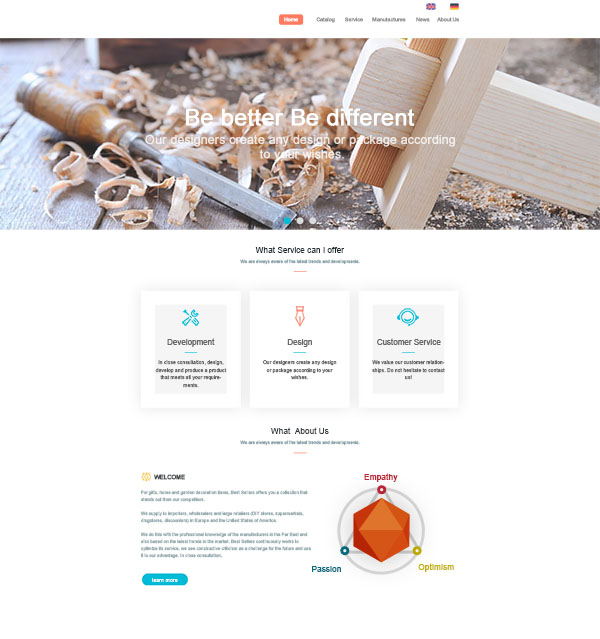 Home Catalog Service Manufactures News About Us
Be better Be different
Our designers create any design or package according
to your wishes.
What Service can I offer
We are always aware of the latest trends and developments.
Development
In close consultation, design,
develop and produce a product
that meets all your require-
ments.
Design
Our designers create any design
or package according to your
wishes.
Customer Service
We value our customer relation-
ships. Do not hesitate to contact
us!
What About Us
We are always aware of the latest trends and developments.
WELCOME
For gifts, home and garden decoration items, Best Sellers offers you a collection that
stands out from our competitors.
We supply to importers, wholesalers and large retailers (DIY stores, supermarkets,
drugstores, discounters) in Europe and the United States of America.
We do this with the professional knowledge of the manufacturers in the Far East and
also based on the latest trends in the market. Best Sellers continuously works to
optimize its service, we see constructive criticism as a challenge for the future and use
it to our advantage. In close consultation,
learn more
Empathy
Passion
Optimism